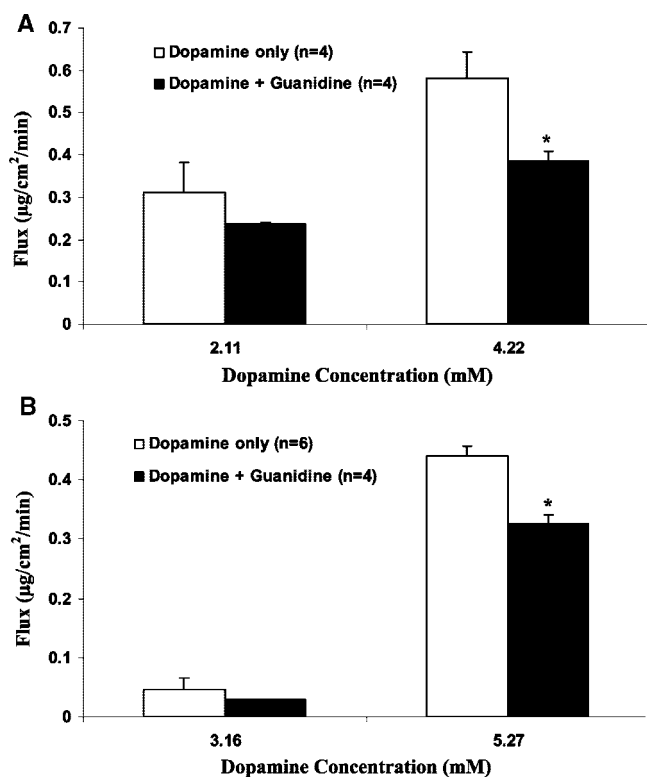 A
0.7
0.6
0.5
0.4
0.3
0.2
0.1
0
Flux (µg/cm²/min)
Dopamine only (n=4)
Dopamine + Guanidine (n=4)
*
2.11
4.22
Dopamine Concentration (mM)
B
0.5
0.4
0.3
0.2
0.1
0
Flux (µg/cm²/min)
Dopamine only (n=6)
Dopamine + Guanidine (n=4)
*
3.16
5.27
Dopamine Concentration (mM)